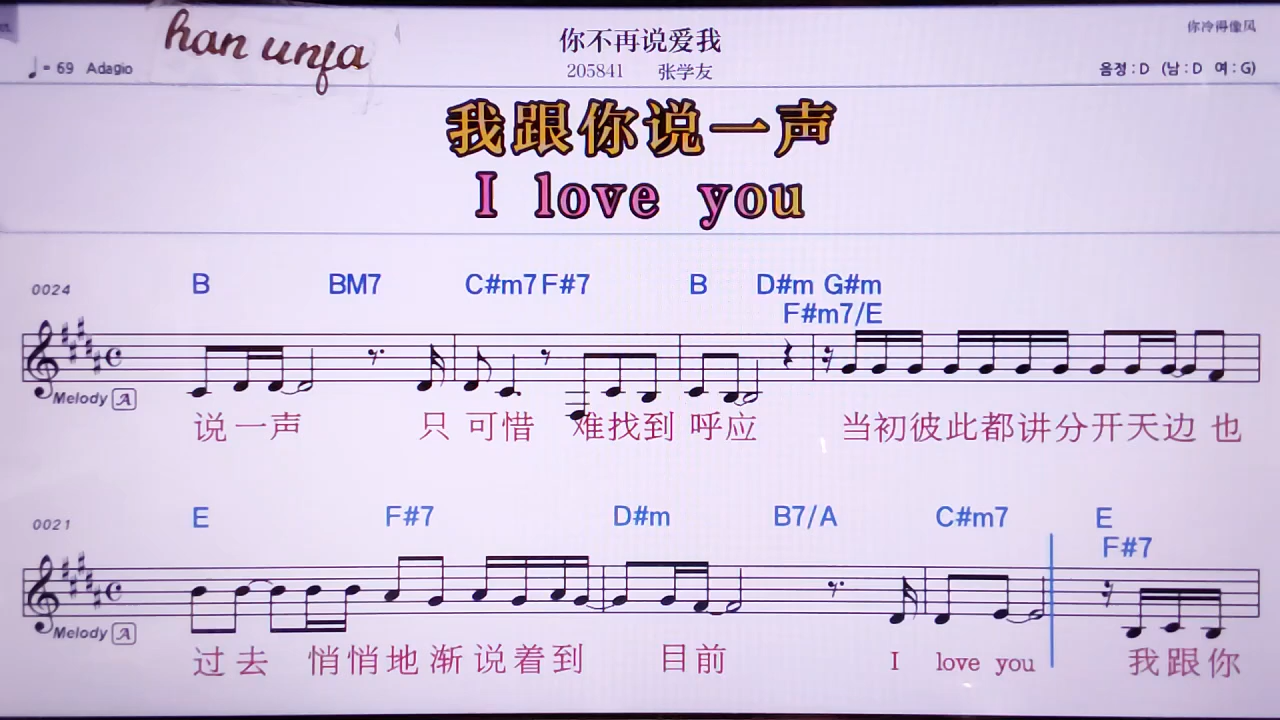 han unfa
你不再说爱我
你冷得像风
♩= 69 Adagio
205841 张学友
음정 : D (남 : D 여 : G)
我跟你说一声
I love you
0024
B BM7 C#m7 F#7 B D#m G#m
F#m7/E
Melody A
说一声 只可惜 难找到呼应 当初彼此都讲分开天边也
0021
E F#7 D#m B7/A C#m7 E
F#7
Melody A
过去 悄悄地渐说着到 目前 I love you 我跟你